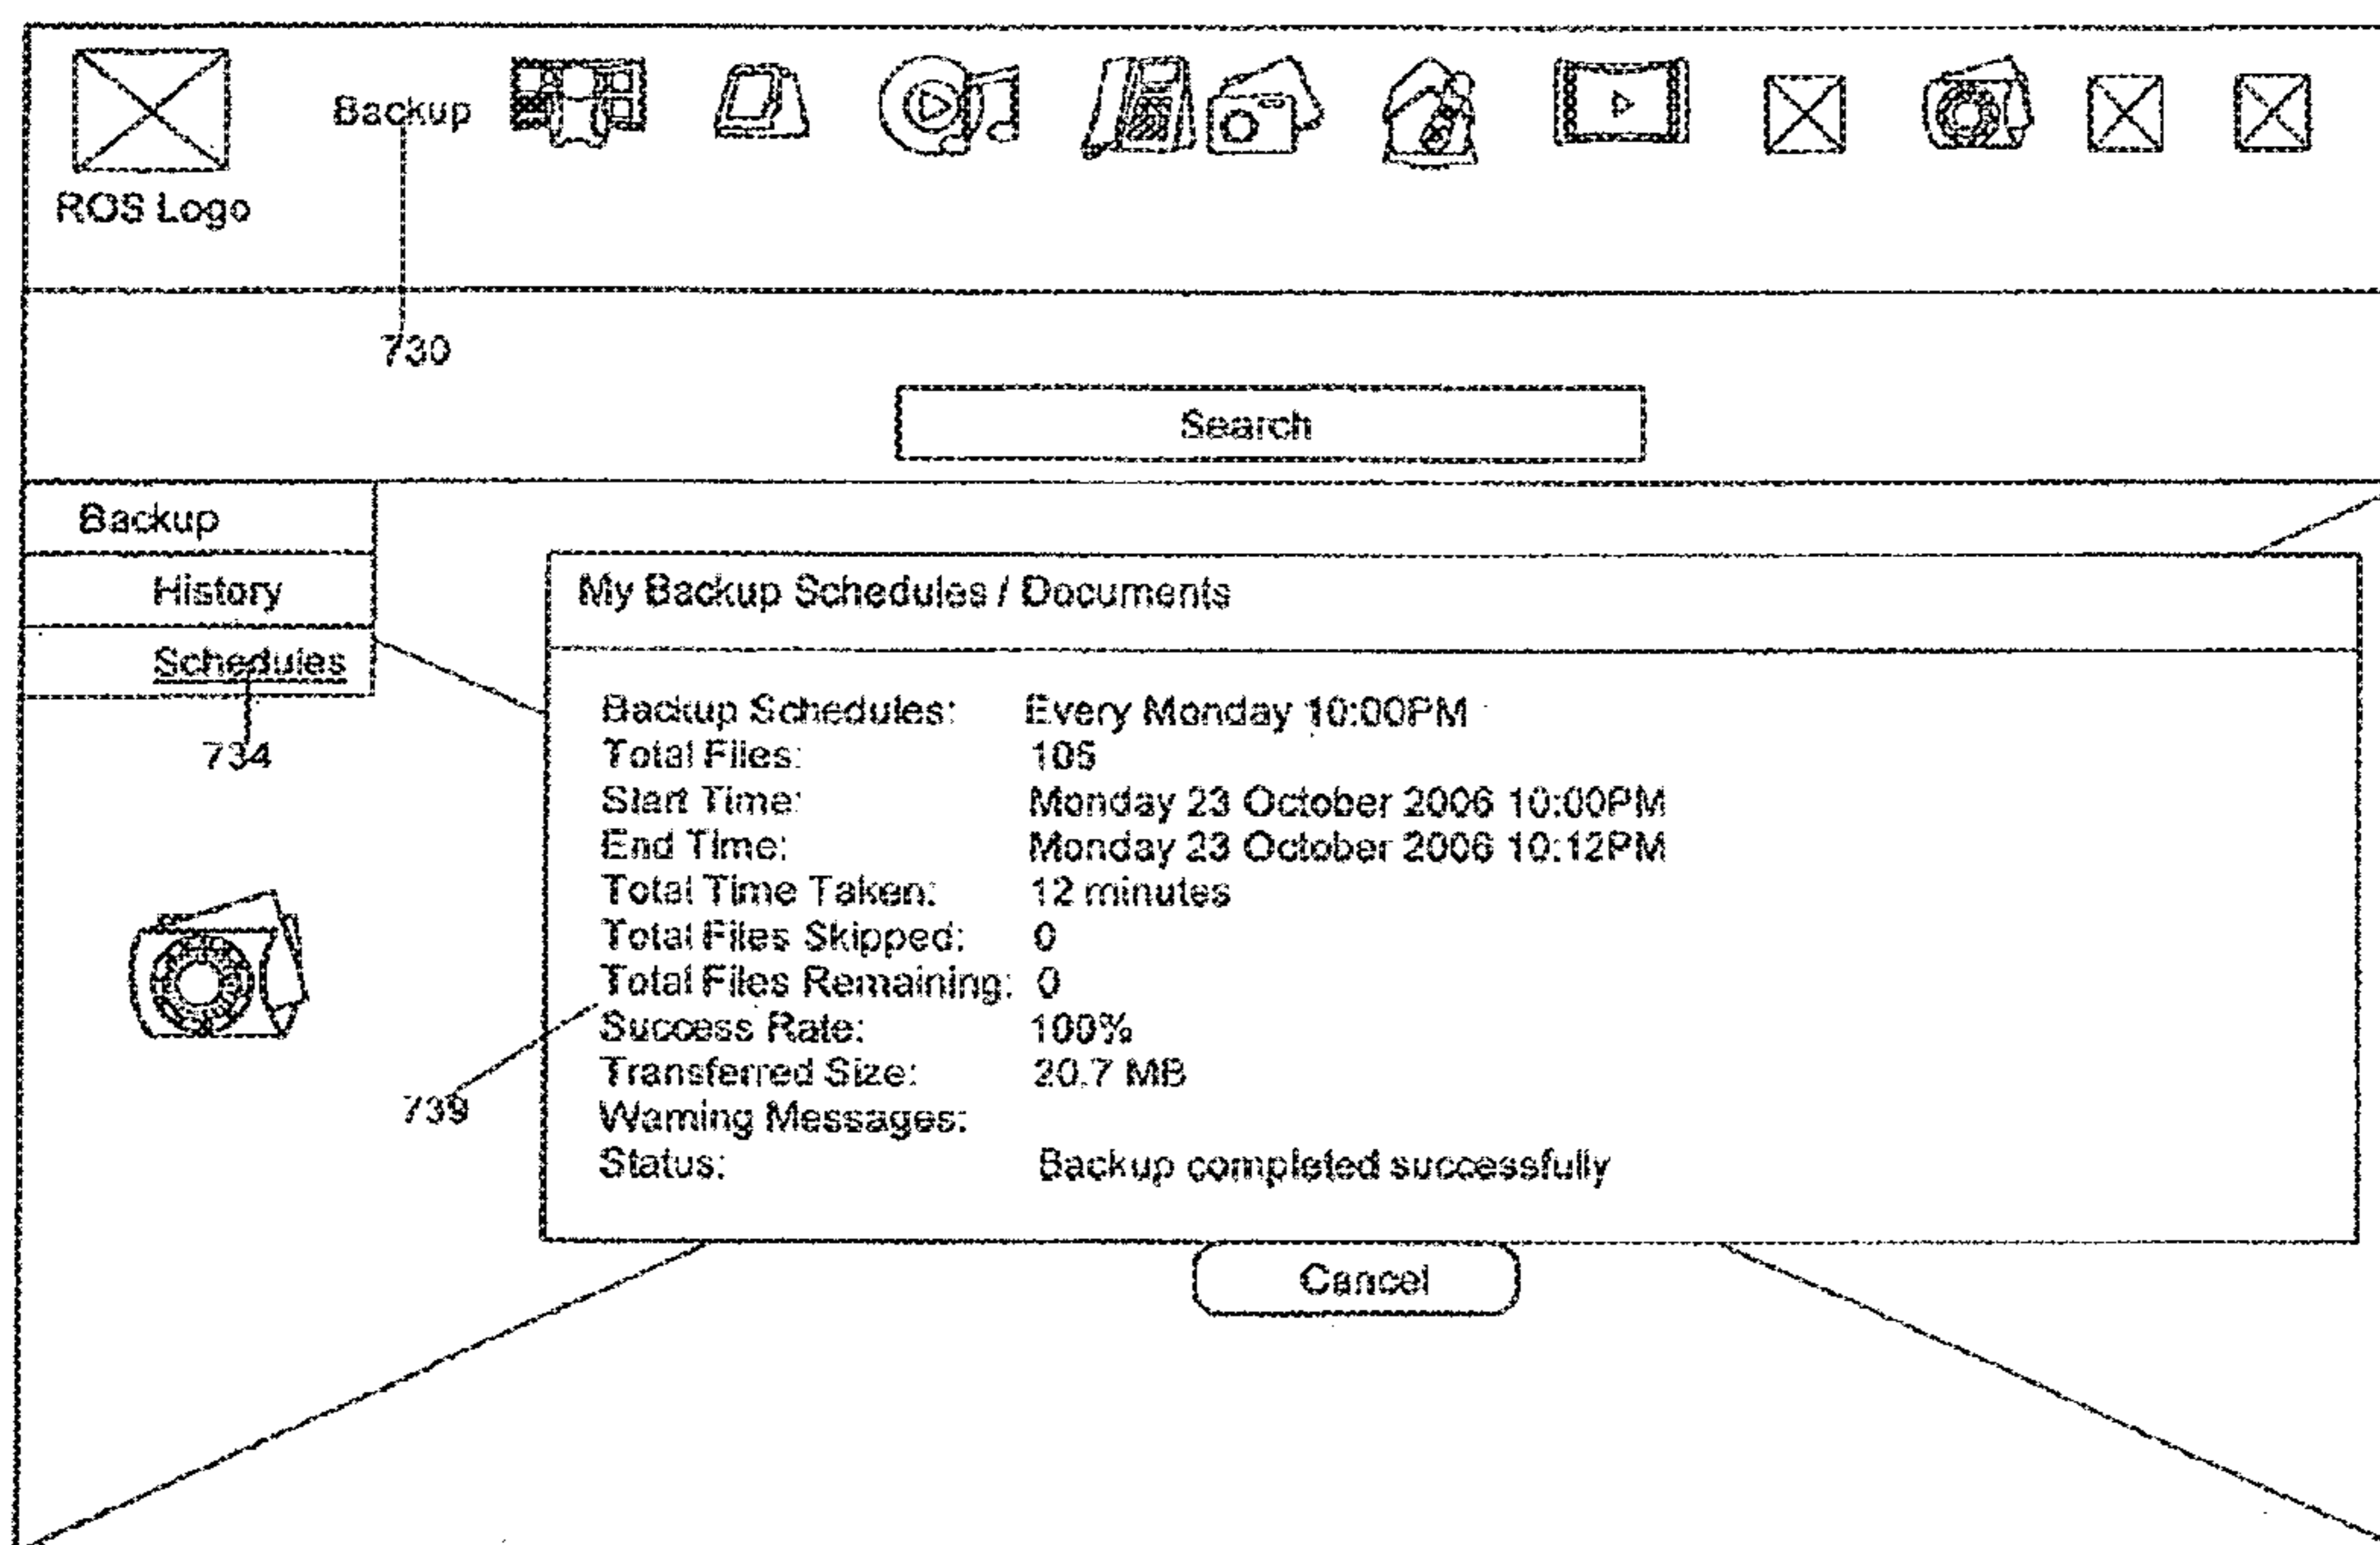 Backup
ROS Logo
730
Search
Backup
History
Schedules
734
My Backup Schedules / Documents
Backup Schedules: Every Monday 10:00PM
Total Files:
Start Time: Monday 23 October 2006 10:00PM
End Time: Monday 23 October 2006 10:12PM
Total Time Taken: 12 minutes
Total Files Skipped: 0
Total Files Remaining: 0
Success Rate: 100%
Transferred Size: 20.7 MB
Warning Messages:
Status: Backup completed successfully
739
Cancel